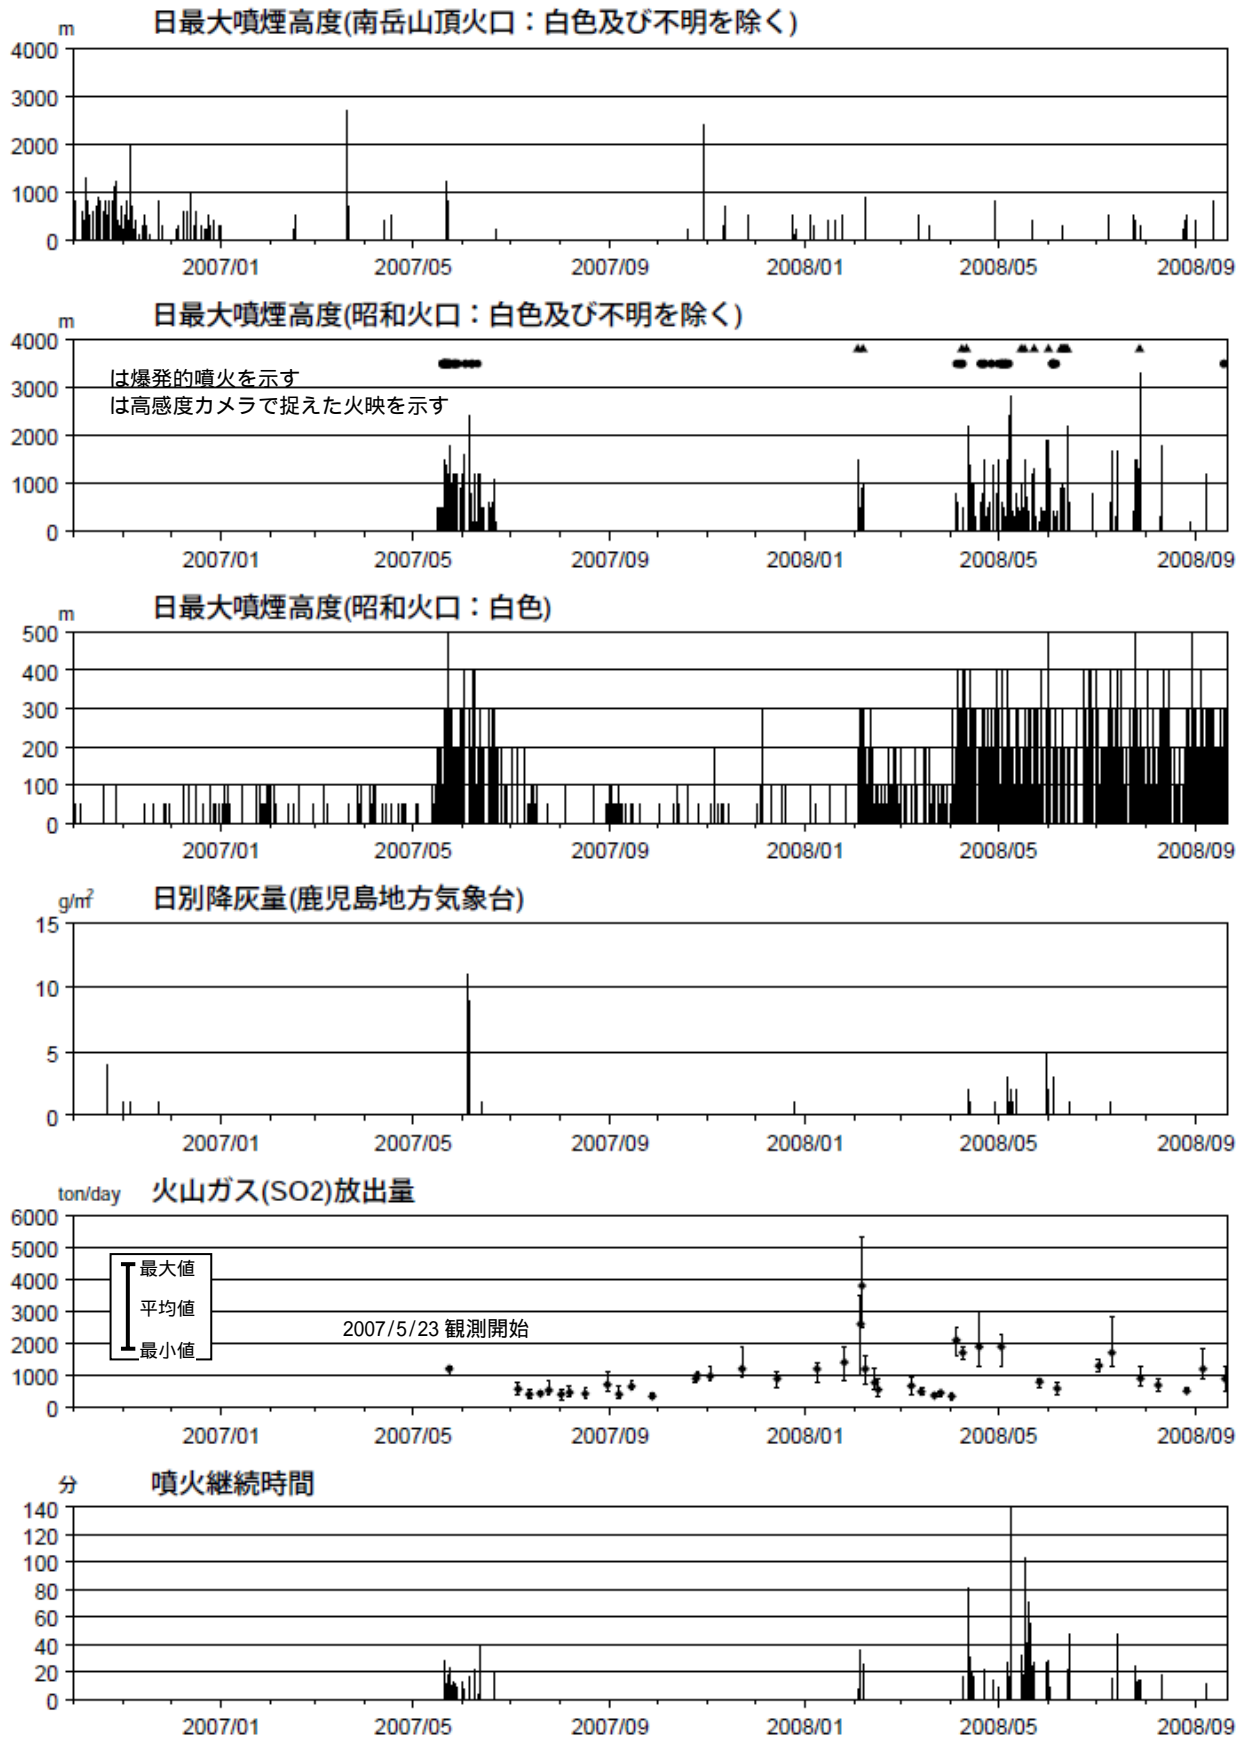 m 日最大噴煙高度(南岳山頂火口：白色及び不明を除く)
4000
3000
2000
1000
0
2007/01 2007/05 2007/09 2008/01 2008/05 2008/09
m 日最大噴煙高度(昭和火口：白色及び不明を除く)
4000
は爆発的噴火を示す
3000
は高感度カメラで捉えた火映を示す
2000
1000
0
2007/01 2007/05 2007/09 2008/01 2008/05 2008/09
m 日最大噴煙高度(昭和火口：白色)
500
400
300
200
100
0
2007/01 2007/05 2007/09 2008/01 2008/05 2008/09
g/㎡ 日別降灰量(鹿児島地方気象台)
15
10
5
0
2007/01 2007/05 2007/09 2008/01 2008/05 2008/09
ton/day 火山ガス(SO2)放出量
6000
5000
最大値
4000
平均値
3000
2007/5/23 観測開始
2000
最小値
1000
0
2007/01 2007/05 2007/09 2008/01 2008/05 2008/09
分 噴火継続時間
140
120
100
80
60
40
20
0
2007/01 2007/05 2007/09 2008/01 2008/05 2008/09